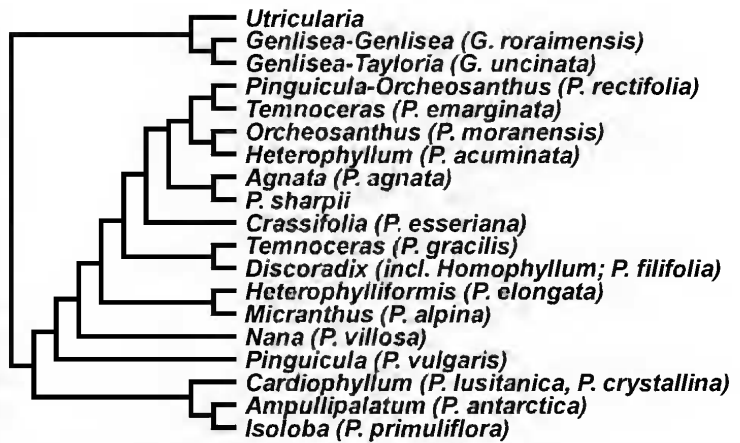 Utricularia
Genlisea-Genlisea (G. roraimensis)
Genlisea-Tayloria (G. uncinata)
Pinguicula-Orcheosanthus (P. rectifolia)
Temnoceras (P. emarginata)
Orcheosanthus (P. moranensis)
Heterophyllum (P. acuminata)
Agnata (P. agnata)
P. sharpii
Crassifolia (P. esseriana)
Temnoceras (P. gracilis)
Discoradix (incl. Homophyllum; P. filifolia)
Heterophylliformis (P. elongata)
Micranthus (P. alpina)
Nana (P. villosa)
Pinguicula (P. vulgaris)
Cardiophyllum (P. lusitanica, P. crystallina)
Ampullipalatum (P. antarctica)
Isoloba (P. primuliflora)